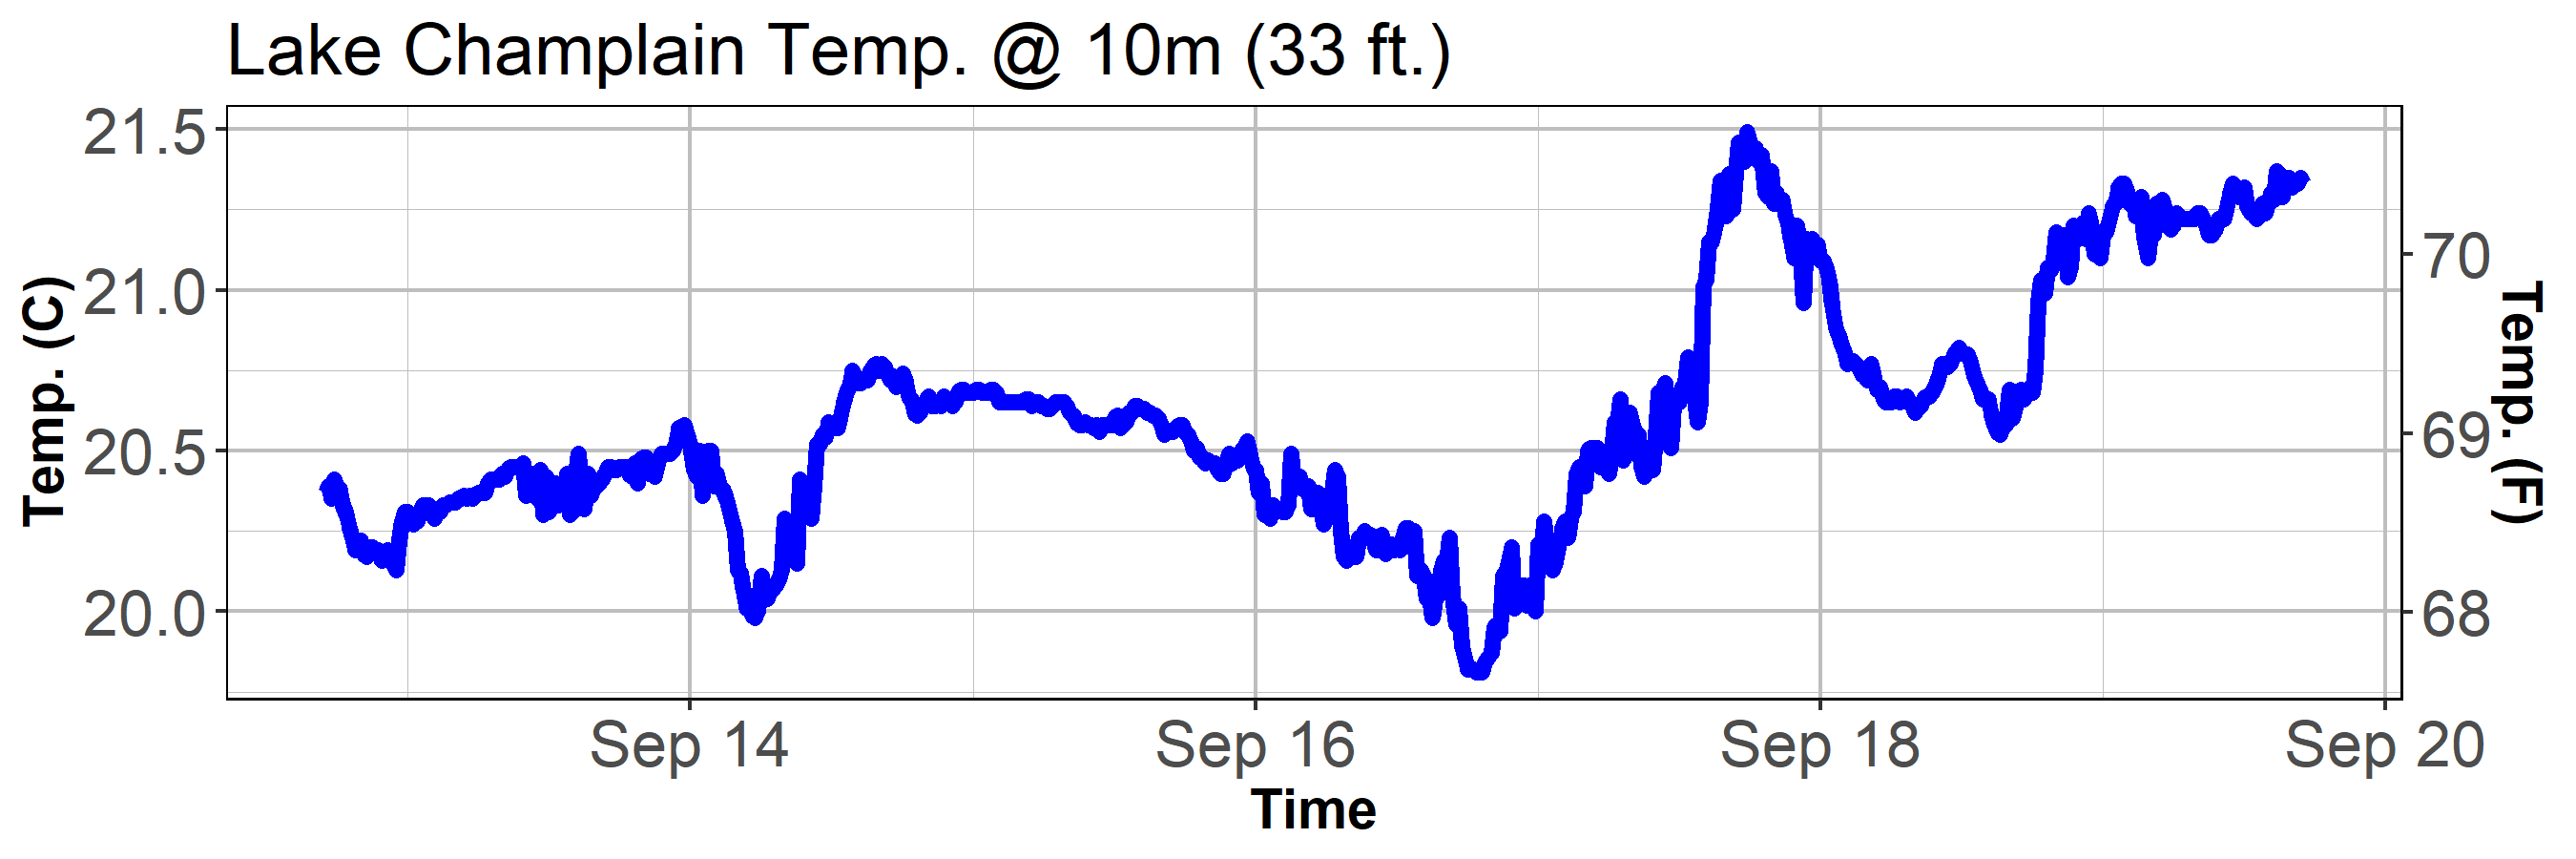 Lake Champlain Temp. @ 10m (33 ft.)
Temp. (C)
21.5
21.0
20.5
20.0
70
69
68
Temp. (F)
Sep 14
Sep 16
Sep 18
Sep 20
Time